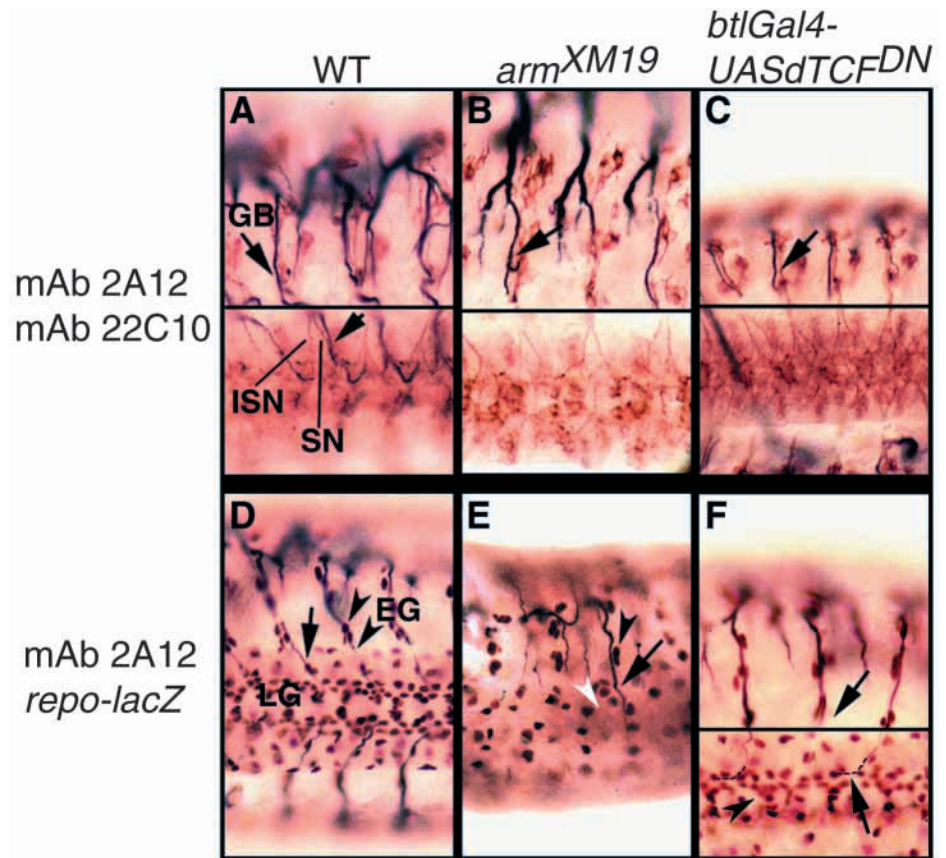 WT
arm^XM19
btlGal4-
UASdTCF^DN
mAb 2A12
mAb 22C10
A
B
C
GB
ISN
SN
mAb 2A12
repo-lacZ
D
E
F
EG
LG